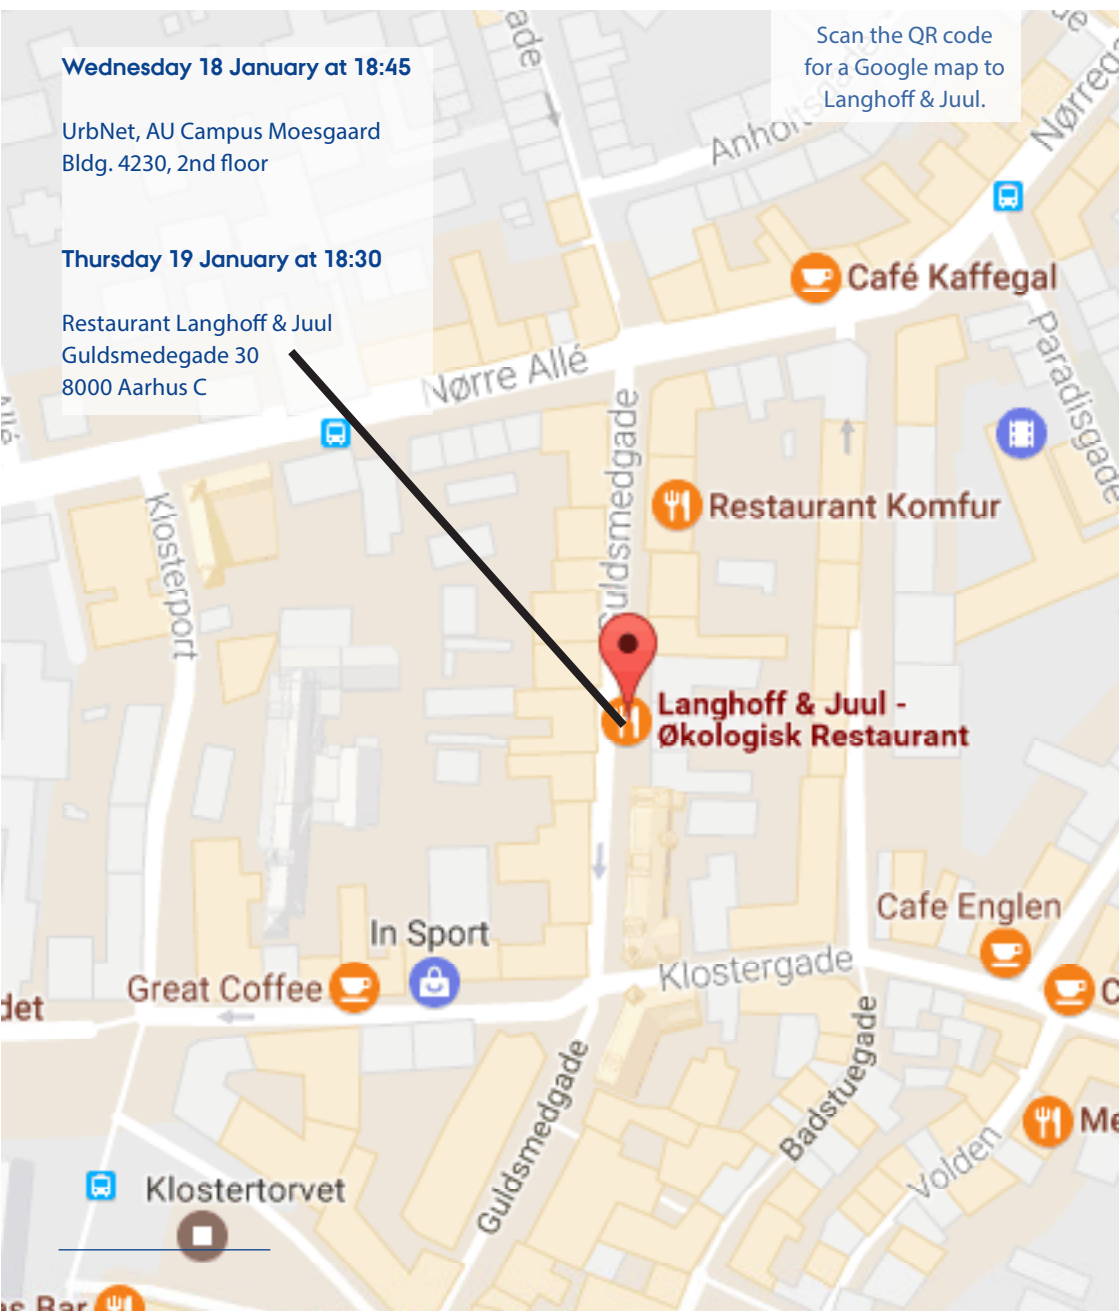 Wednesday 18 January at 18:45
UrbNet, AU Campus Moesgaard
Bldg. 4230, 2nd floor
Thursday 19 January at 18:30
Restaurant Langhoff & Juul
Guldsmedegade 30
8000 Aarhus C
Scan the QR code
for a Google map to
Langhoff & Juul.
Café Kaffegal
Nørre Allé
Paradisgade
Guldsmedgade
Restaurant Komfur
Klosterport
Langhoff & Juul -
Økologisk Restaurant
Cafe Englen
In Sport
Klostergade
Great Coffee
Guldsmedgade
Badstuegade
Volden
Klostertorvet
Bar